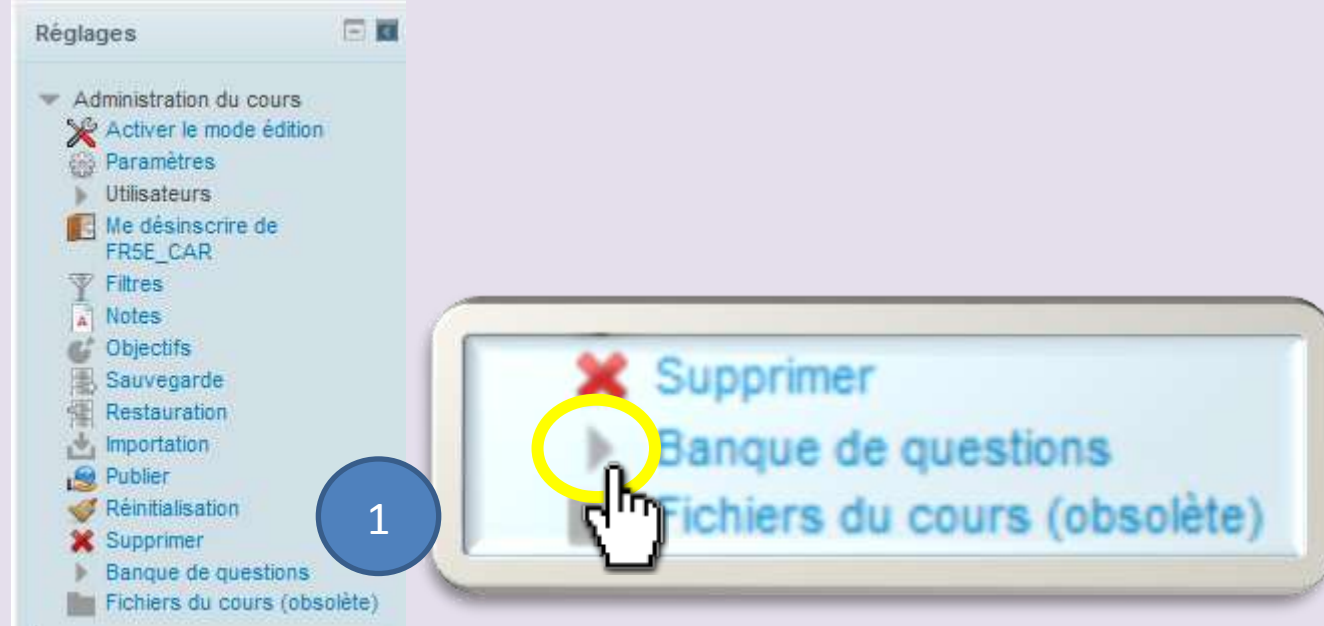 Réglages
Administration du cours
Activer le mode édition
Paramètres
Utilisateurs
Me désinscrire de
FR5E_CAR
Filtres
Notes
Objectifs
Sauvegarde
Restauration
Importation
Publier
Réinitialisation
Supprimer
Banque de questions
Fichiers du cours (obsolète)
1
Supprimer
Banque de questions
Fichiers du cours (obsolète)